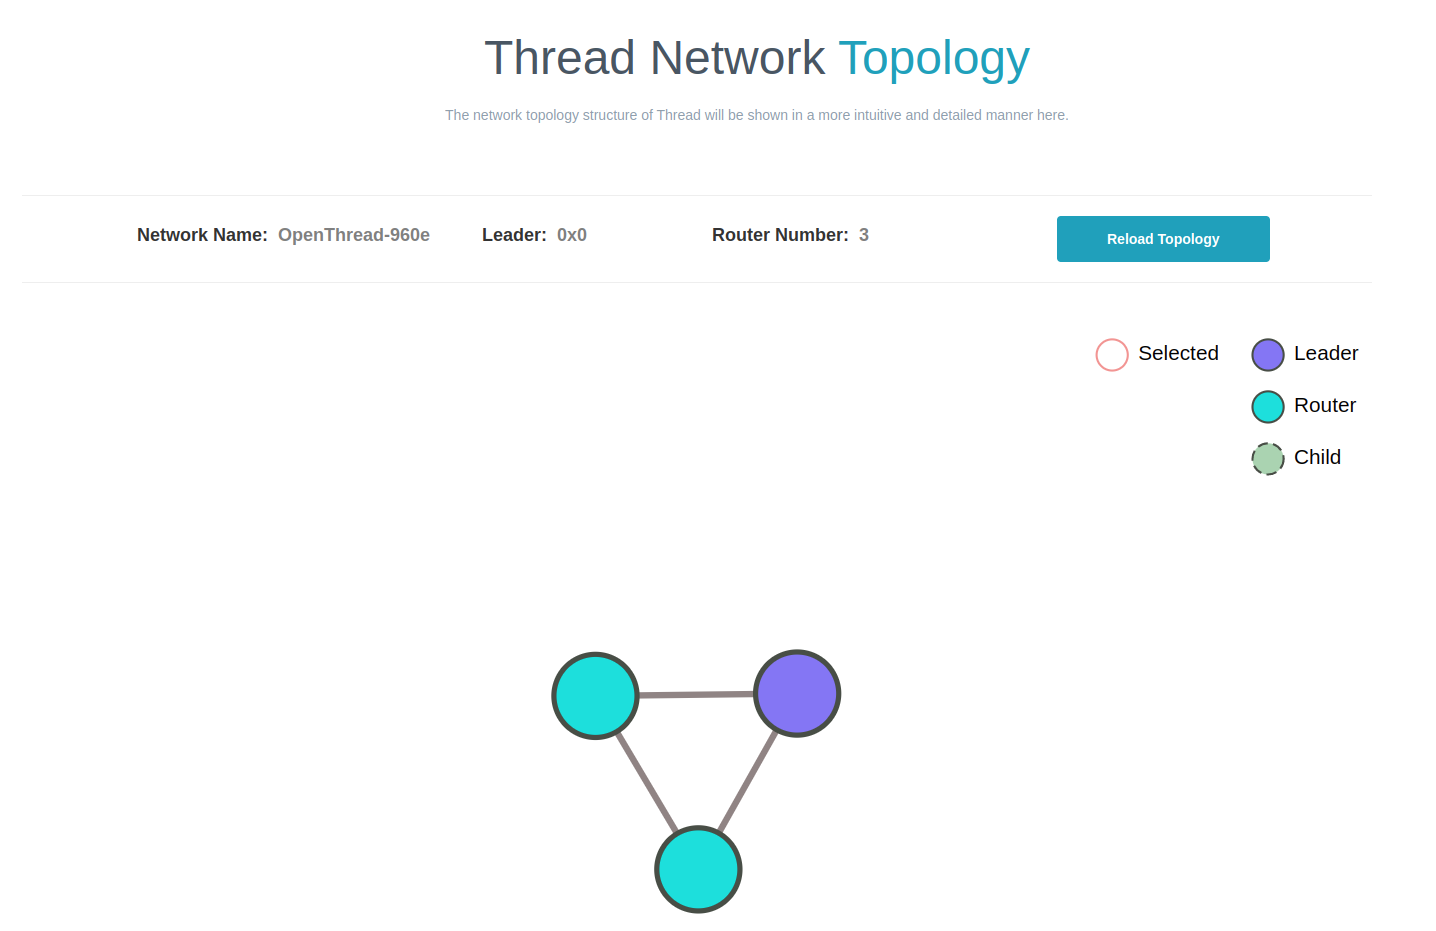 Thread Network Topology
The network topology structure of Thread will be shown in a more intuitive and detailed manner here.
Network Name: OpenThread-960e Leader: 0x0 Router Number: 3 Reload Topology
Selected Leader
Router
Child